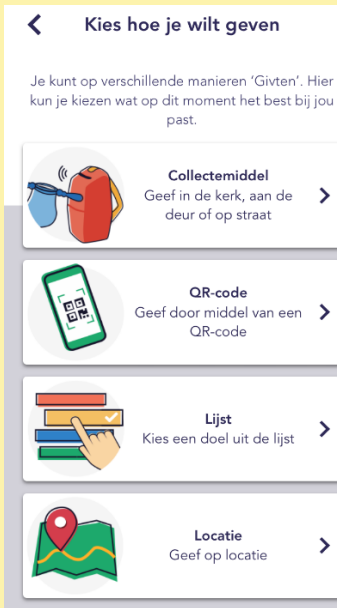 Kies hoe je wilt geven
Je kunt op verschillende manieren ‘Givten’. Hier
kun je kiezen wat op dit moment het best bij jou
past.
Collectemiddel
Geef in de kerk, aan de
deur of op straat
QR-code
Geef door middel van een
QR-code
Lijst
Kies een doel uit de lijst
Locatie
Geef op locatie